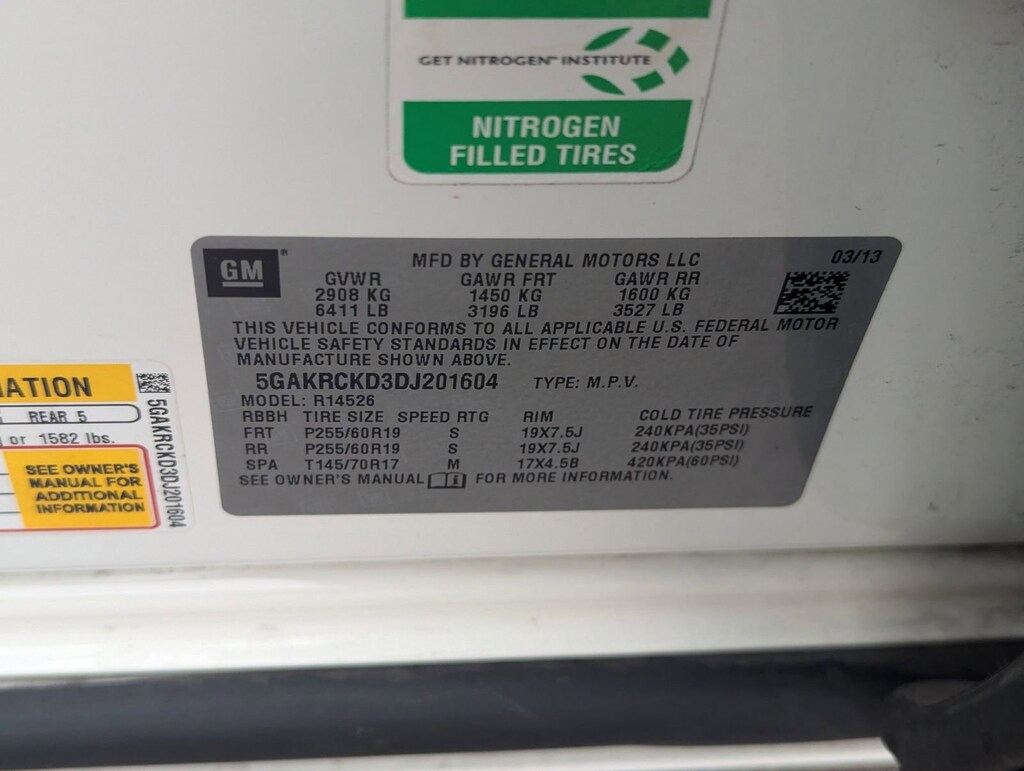 GET NITROGEN™ INSTITUTE
NITROGEN
FILLED TIRES
GM®
MFD BY GENERAL MOTORS LLC 03/13
GVWR GAWR FRT GAWR RR
2908 KG 1450 KG 1600 KG
6411 LB 3196 LB 3527 LB
THIS VEHICLE CONFORMS TO ALL APPLICABLE U.S. FEDERAL MOTOR
VEHICLE SAFETY STANDARDS IN EFFECT ON THE DATE OF
MANUFACTURE SHOWN ABOVE.
5GAKRCKD3DJ201604 TYPE: M.P.V.
MODEL: R14526
RBBH TIRE SIZE SPEED RTG RIM COLD TIRE PRESSURE
FRT P255/60R19 S 19X7.5J 240KPA(35PSI)
RR P255/60R19 S 19X7.5J 240KPA(35PSI)
SPA T145/70R17 M 17X4.5B 420KPA(60PSI)
SEE OWNER'S MANUAL FOR MORE INFORMATION.
ATION
REAR 5
or 1582 lbs.
SEE OWNER'S
MANUAL FOR
ADDITIONAL
INFORMATION
5GAKRCKD3DJ201604